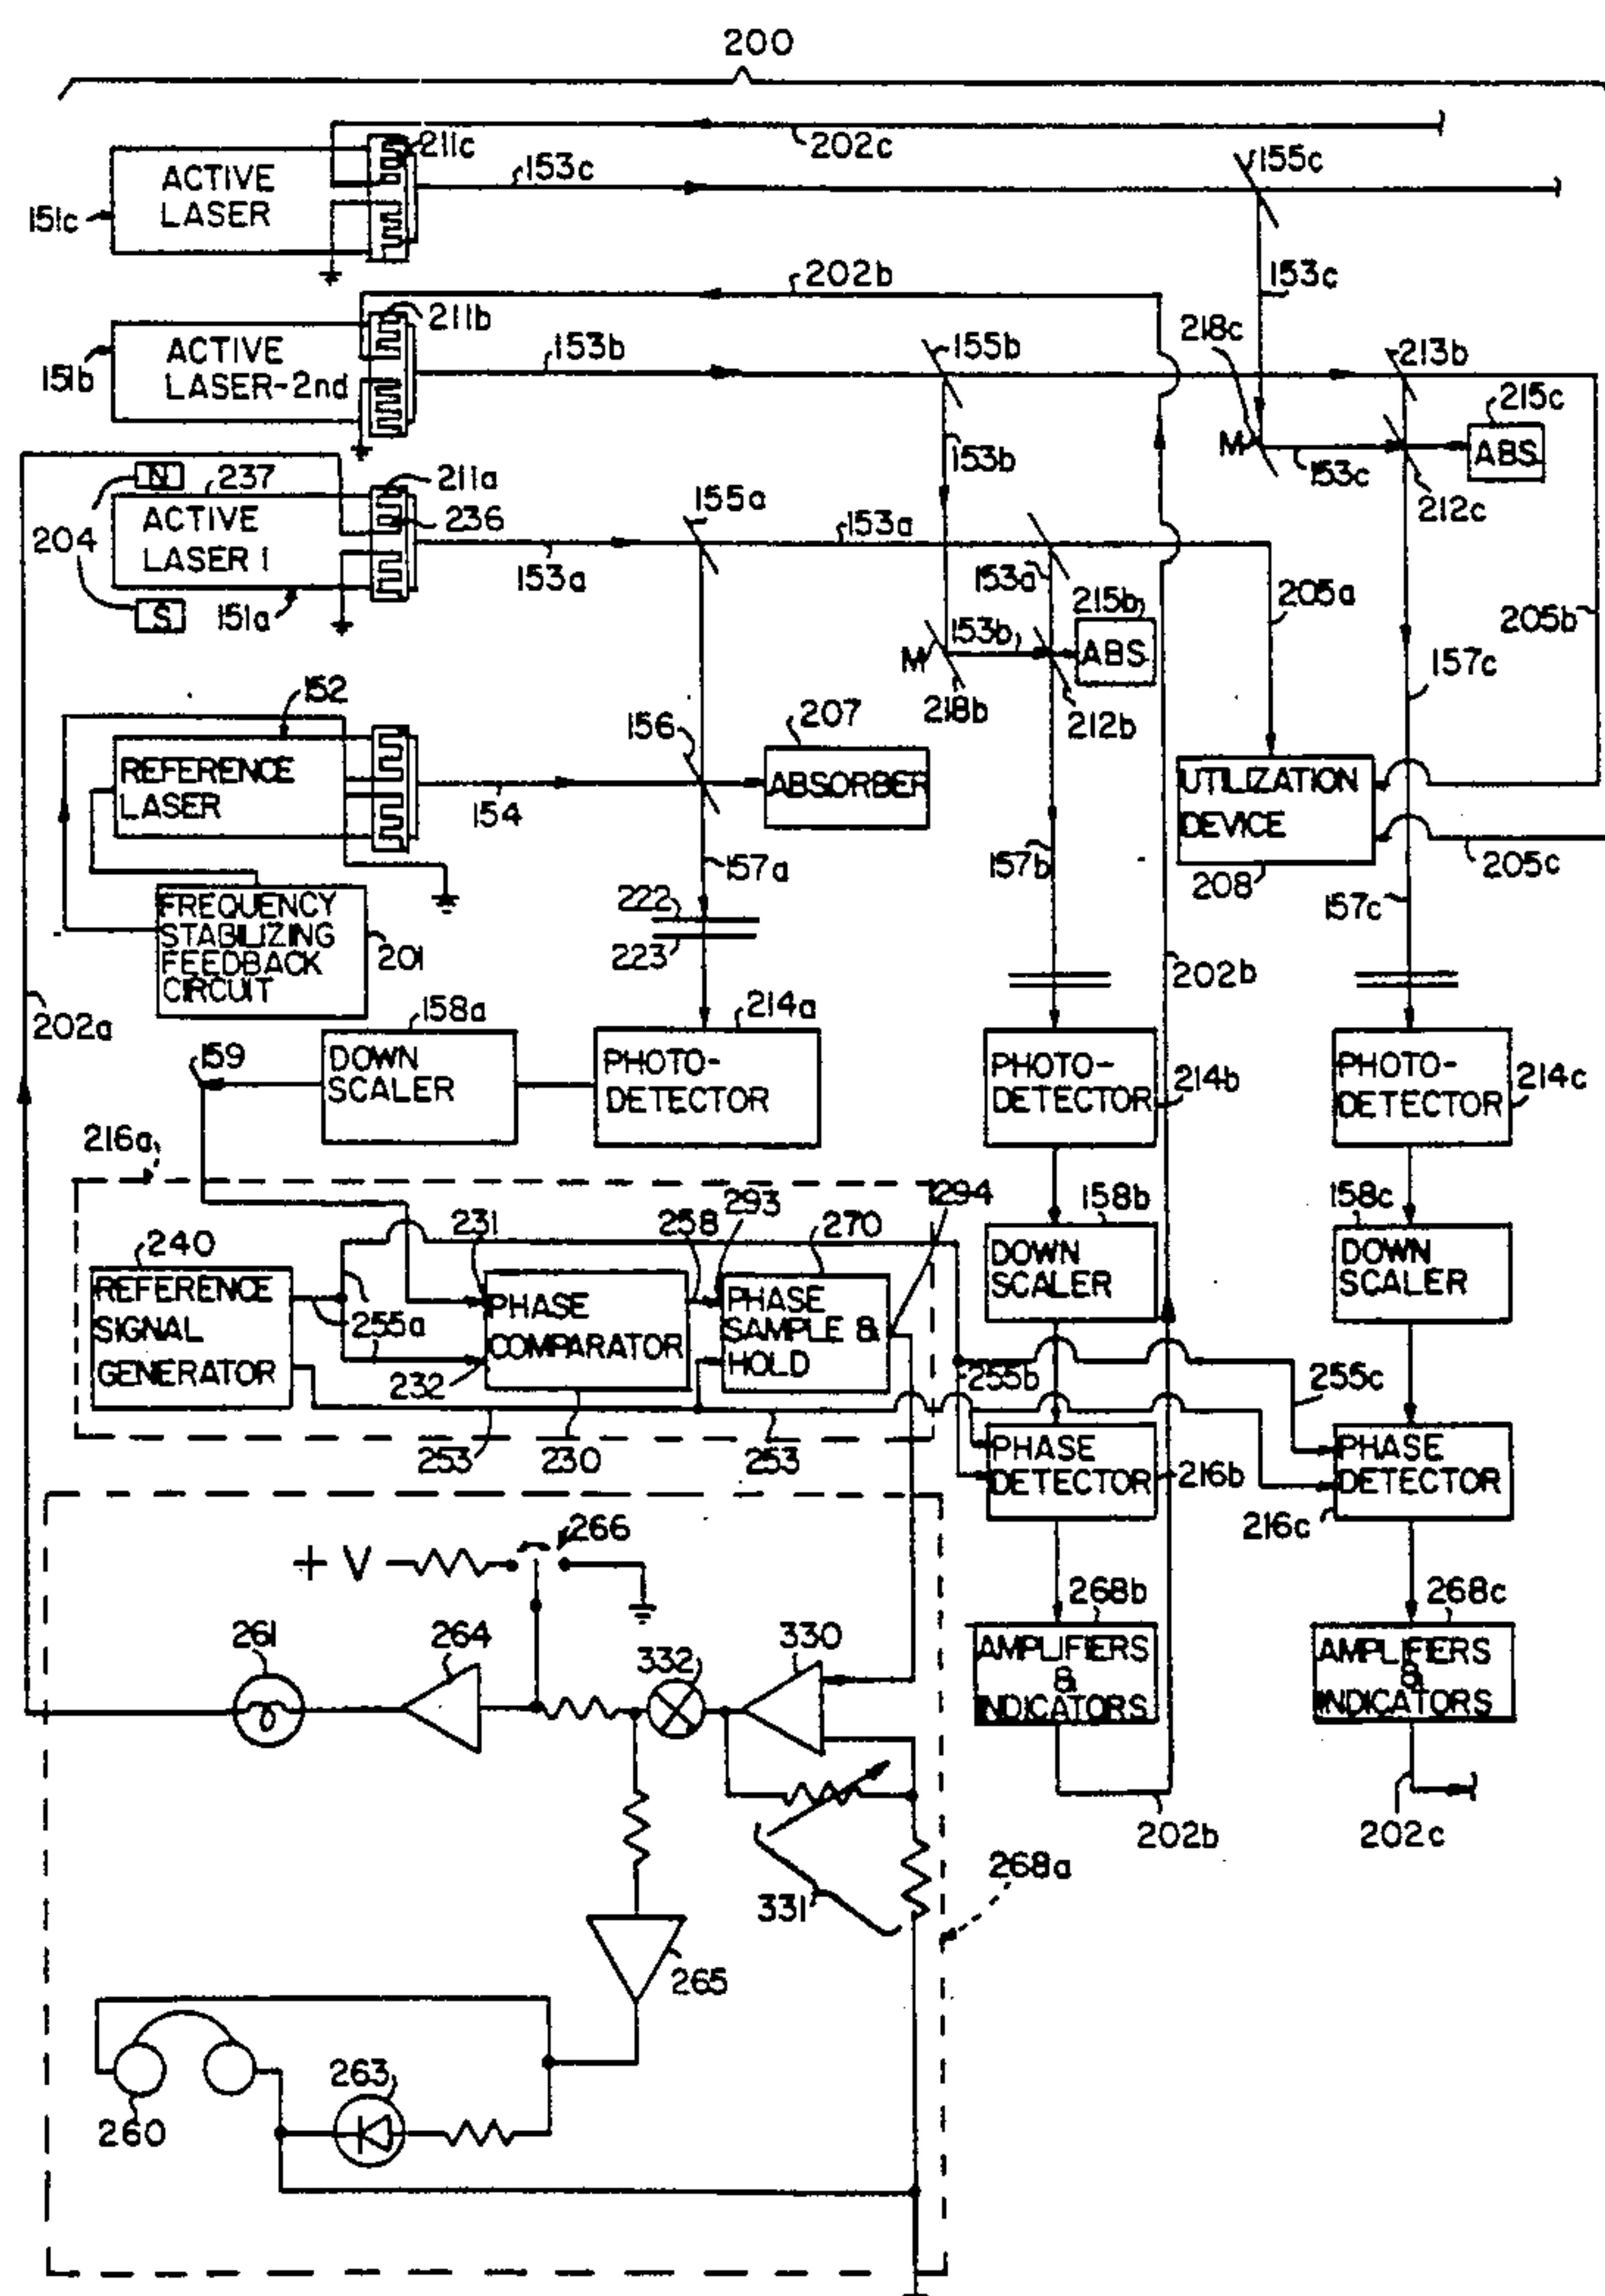 200
211c
202c
ACTIVE
LASER
153c
155c
151c
202b
153c
211b
218c
213b
ACTIVE
LASER-2nd
153b
155b
151b
215c
M
153c
ABS
N
237
211a
153b
212c
ACTIVE
LASER 1
236
155a
153a
204
153a
153a
205a
S
151a
215b
205b
153b
M
ABS
157c
152
218b
212b
156
207
REFERENCE
LASER
154
ABSORBER
UTILIZATION
DEVICE
157a
157b
208
205c
222
157c
FREQUENCY
STABILIZING
FEEDBACK
CIRCUIT
201
223
202b
202a
158a
214a
159
DOWN
SCALER
PHOTO-
DETECTOR
PHOTO-
DETECTOR
214b
PHOTO-
DETECTOR
214c
216a
294
158b
158c
240
231
258
293
270
DOWN
SCALER
DOWN
SCALER
REFERENCE
SIGNAL
GENERATOR
255a
PHASE
COMPARATOR
PHASE
SAMPLE &
HOLD
232
255b
255c
253
230
253
PHASE
DETECTOR
216b
PHASE
DETECTOR
216c
+ V
266
268b
268c
261
264
332
330
AMPLIFIERS
&
INDICATORS
AMPLIFIERS
&
INDICATORS
202b
202c
268a
331
265
263
260